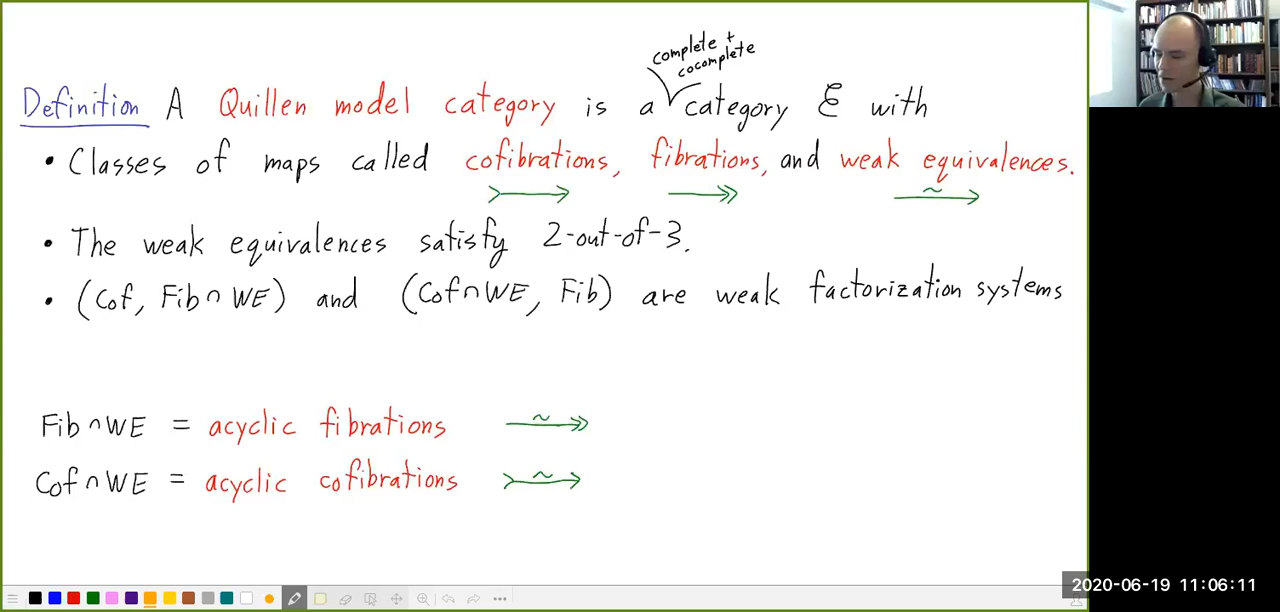 complete +
cocomplete
Definition A Quillen model category is a category ℰ with
• Classes of maps called cofibrations, fibrations, and weak equivalences.
• The weak equivalences satisfy 2-out-of-3.
• (Cof, Fib ∩ WE) and (Cof ∩ WE, Fib) are weak factorization systems
Fib ∩ WE = acyclic fibrations
Cof ∩ WE = acyclic cofibrations
2020-06-19 11:06:11